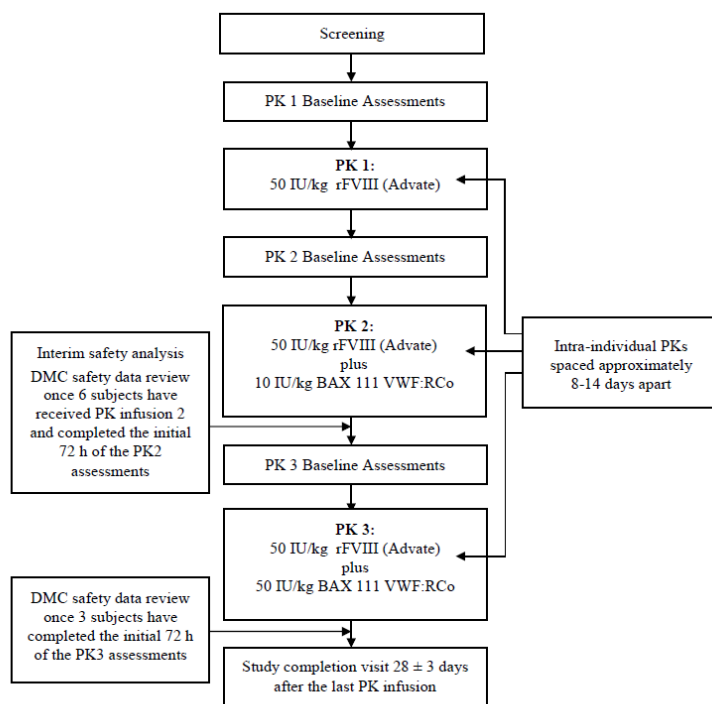 Screening
PK 1 Baseline Assessments
PK 1:
50 IU/kg rFVIII (Advate)
PK 2 Baseline Assessments
PK 2:
50 IU/kg rFVIII (Advate)
plus
10 IU/kg BAX 111 VWF:RCo
Interim safety analysis
DMC safety data review
once 6 subjects have
received PK infusion 2
and completed the initial
72 h of the PK2
assessments
Intra-individual PKs
spaced approximately
8-14 days apart
PK 3 Baseline Assessments
PK 3:
50 IU/kg rFVIII (Advate)
plus
50 IU/kg BAX 111 VWF:RCo
DMC safety data review
once 3 subjects have
completed the initial 72 h
of the PK3 assessments
Study completion visit 28 ± 3 days
after the last PK infusion